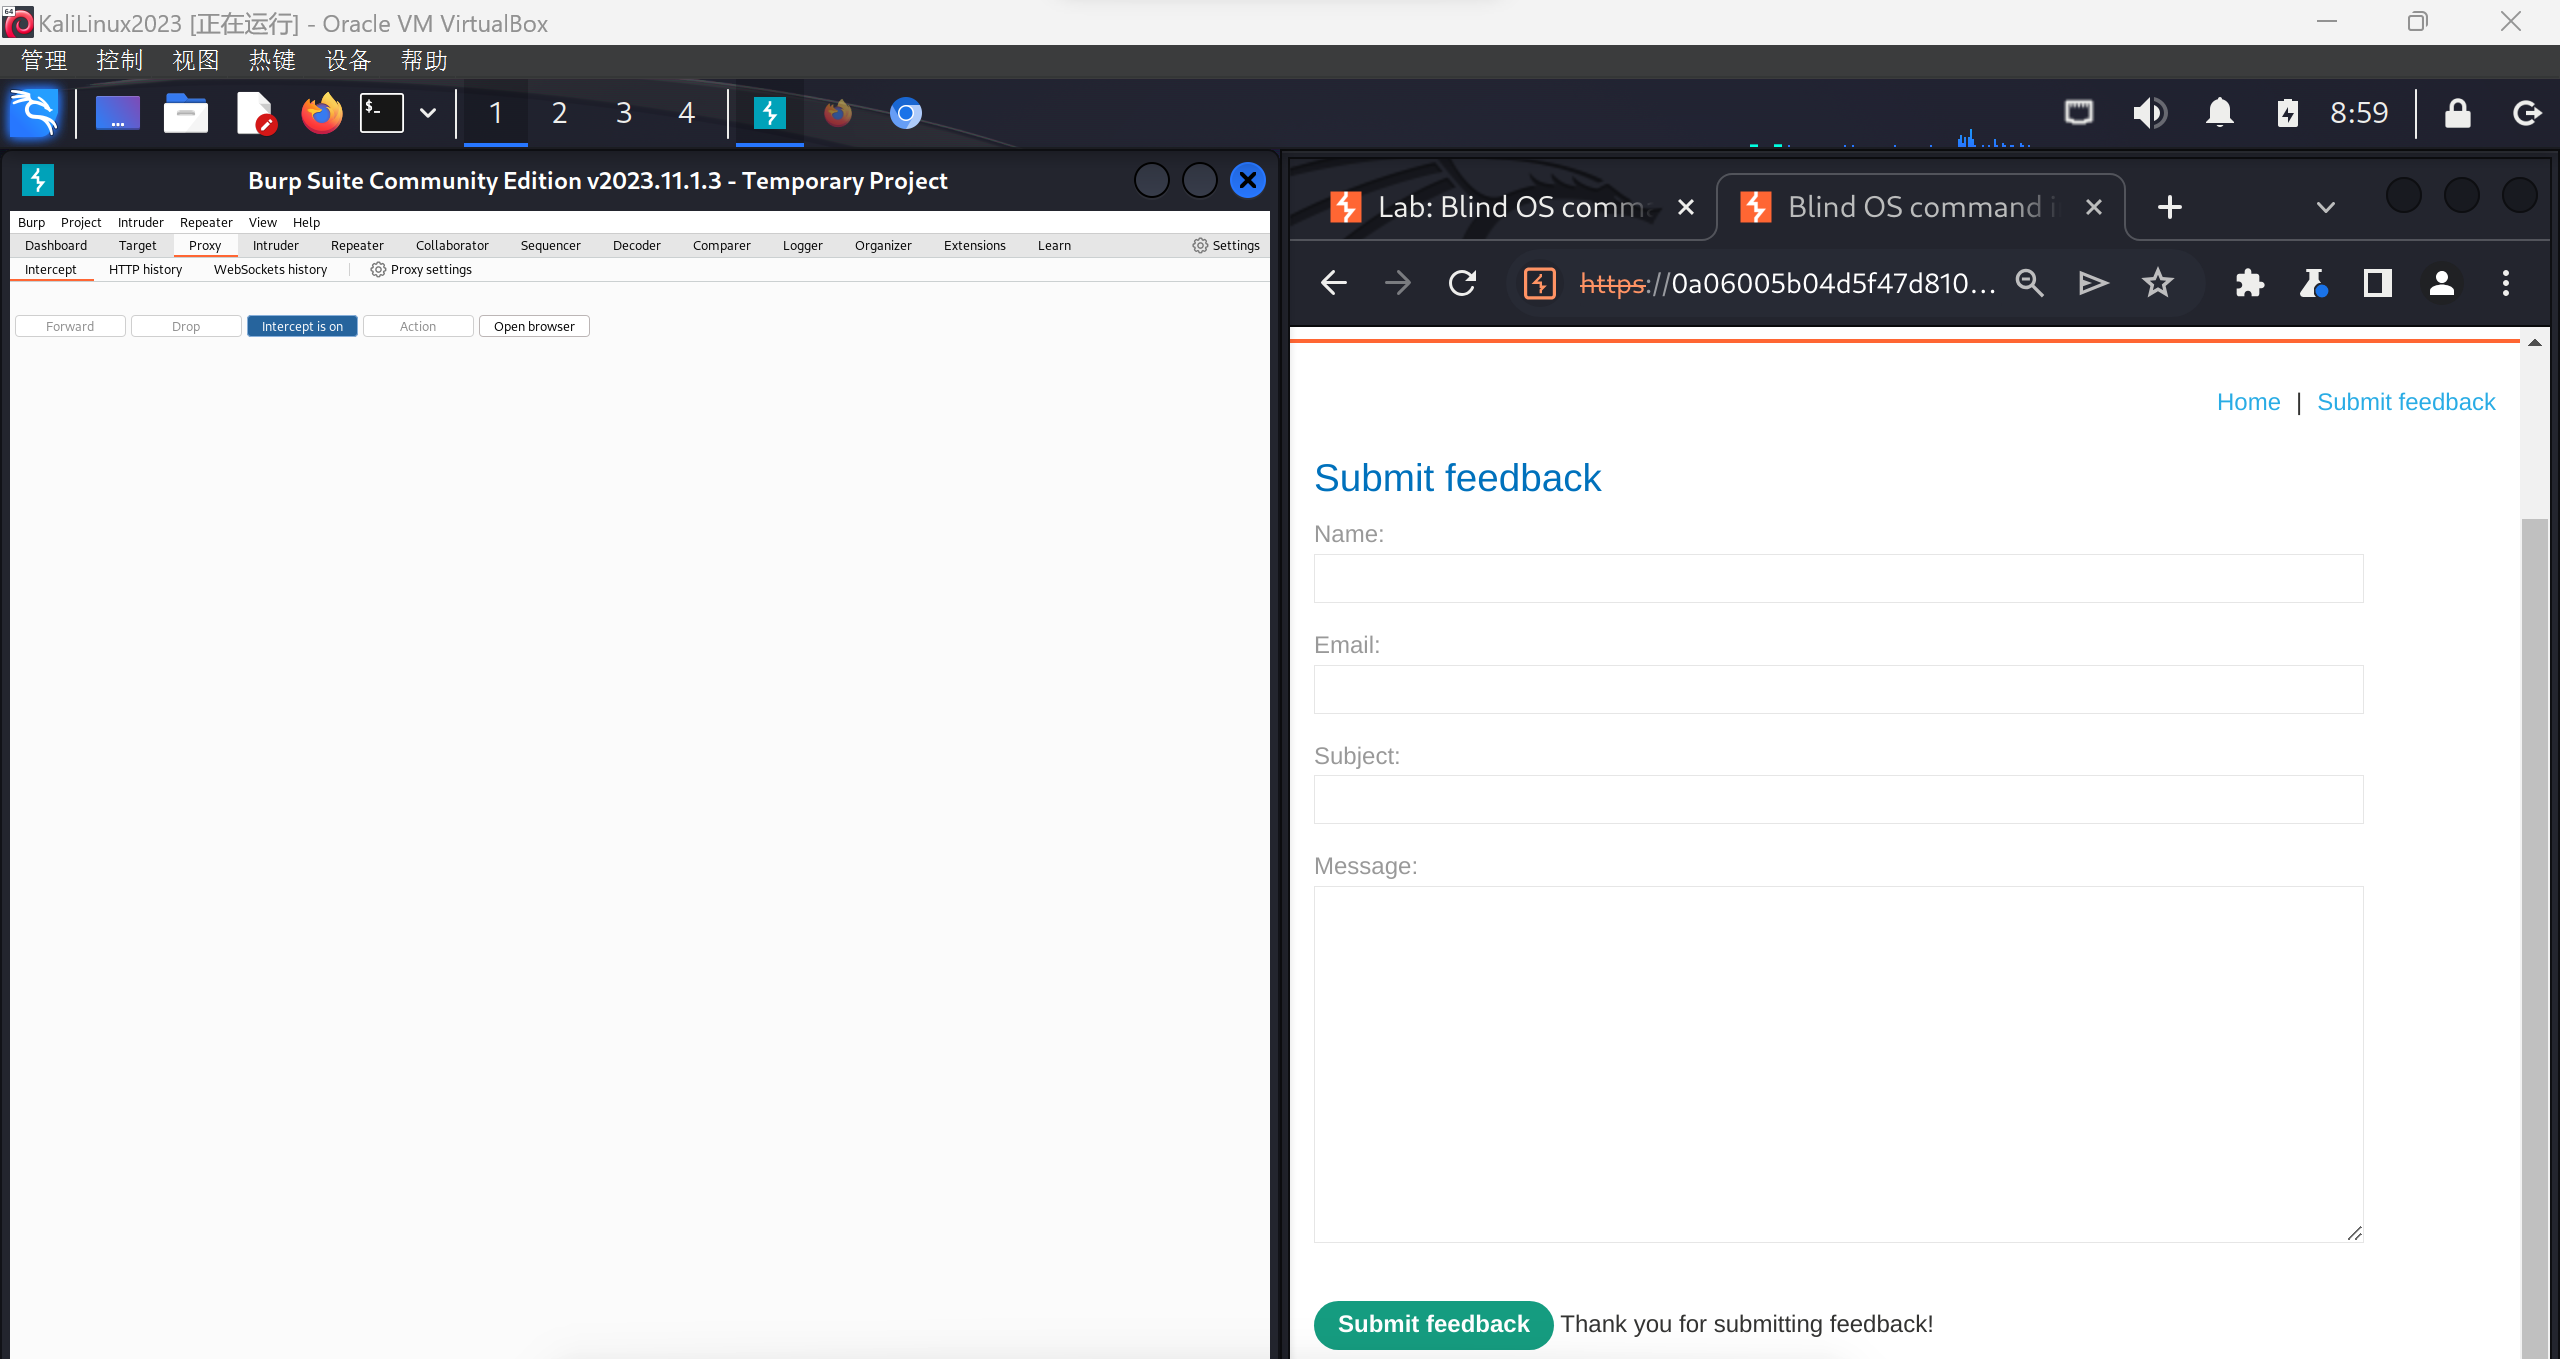 KaliLinux2023 [正在运行] - Oracle VM VirtualBox
管理 控制 视图 热键 设备 帮助
$_ 1 2 3 4 8:59
Burp Suite Community Edition v2023.11.1.3 - Temporary Project
Burp Project Intruder Repeater View Help
Dashboard Target Proxy Intruder Repeater Collaborator Sequencer Decoder Comparer Logger Organizer Extensions Learn Settings
Intercept HTTP history WebSockets history Proxy settings
Forward Drop Intercept is on Action Open browser
Lab: Blind OS comm Blind OS command
https://0a06005b04d5f47d810...
Home | Submit feedback
Submit feedback
Name:
Email:
Subject:
Message:
Submit feedback Thank you for submitting feedback!